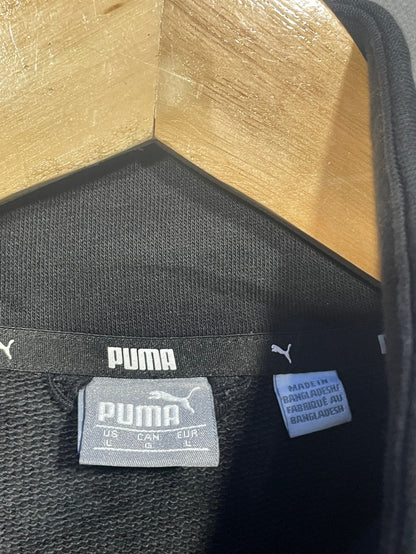 PUMA
PUMA
US CAN EUR
L G L
MADE IN
BANGLADESH
FABRIQUÉ AU
BANGLADESH